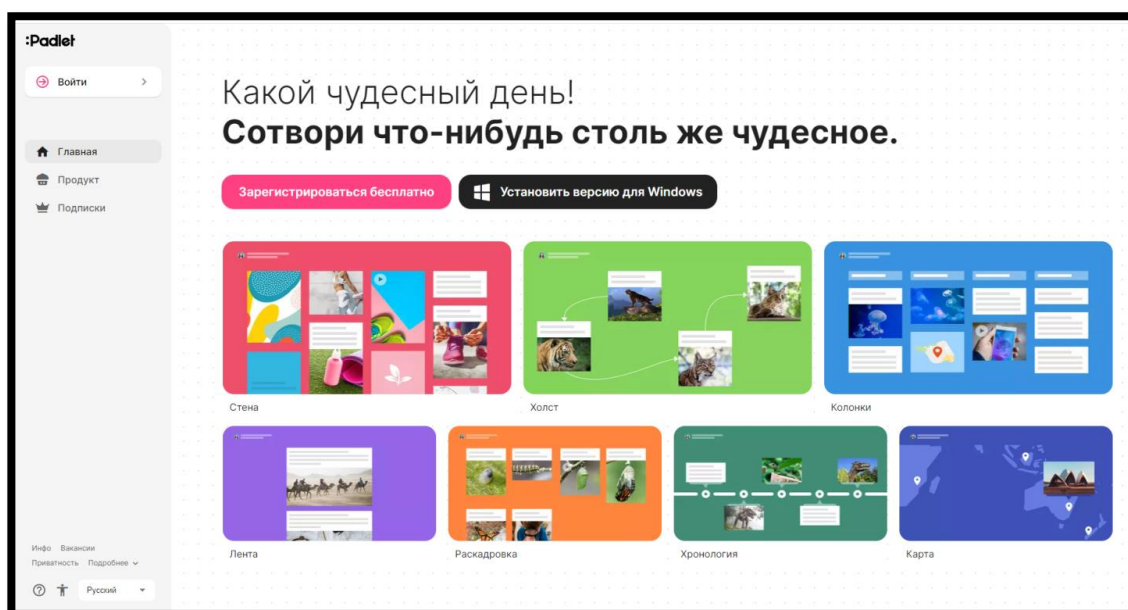 :Padlet
Войти
Главная
Продукт
Подписки
Какой чудесный день!
Сотвори что-нибудь столь же чудесное.
Зарегистрироваться бесплатно
Установить версию для Windows
Стена
Холст
Колонки
Лента
Раскадровка
Хронология
Карта
Инфо Вакансии
Приватность Подробнее
Русский